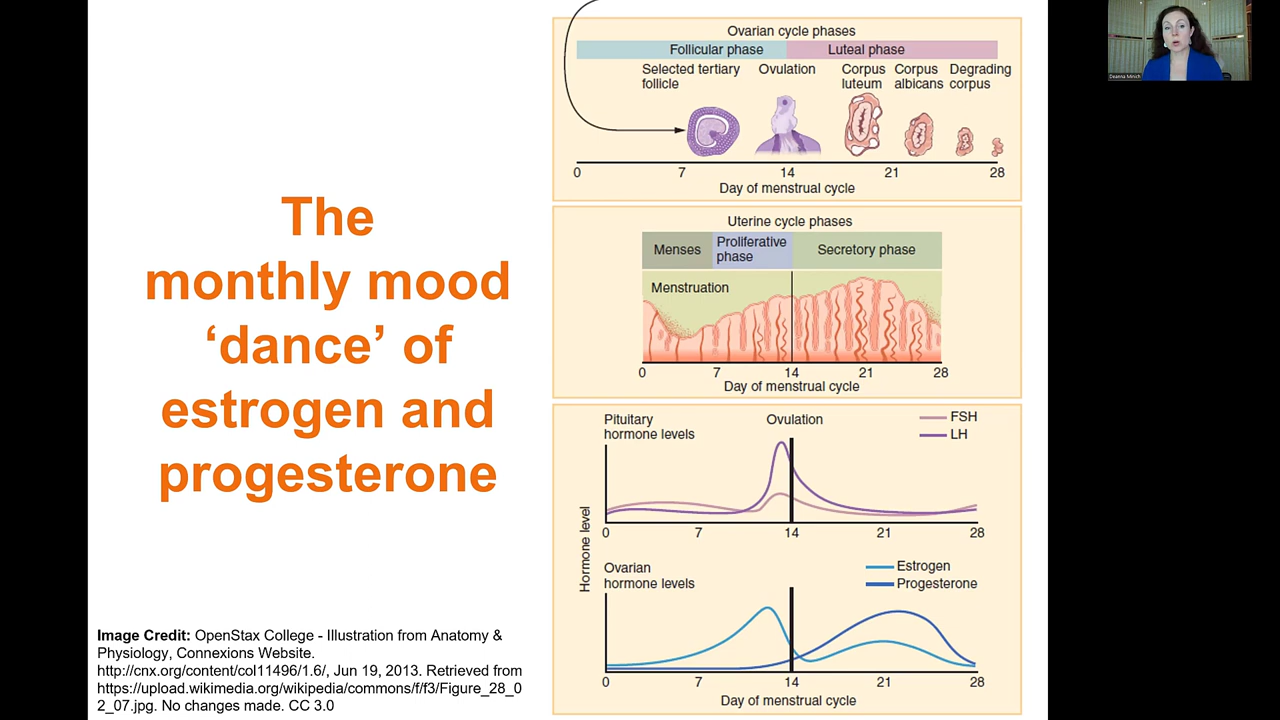 The
monthly mood
‘dance’ of
estrogen and
progesterone
Image Credit: OpenStax College - Illustration from Anatomy &
Physiology, Connexions Website.
http://cnx.org/content/col11496/1.6/, Jun 19, 2013. Retrieved from
https://upload.wikimedia.org/wikipedia/commons/f/f3/Figure_28_0
2_07.jpg. No changes made. CC 3.0
Ovarian cycle phases
Follicular phase Luteal phase
Selected tertiary Ovulation Corpus Corpus Degrading
follicle luteum albicans corpus
0 7 14 21 28
Day of menstrual cycle
Uterine cycle phases
Menses Proliferative Secretory phase
phase
Menstruation
0 7 14 21 28
Day of menstrual cycle
Pituitary Ovulation FSH
hormone levels LH
0 7 14 21 28
Hormone level
Ovarian Estrogen
hormone levels Progesterone
0 7 14 21 28
Day of menstrual cycle
Deanna Minich